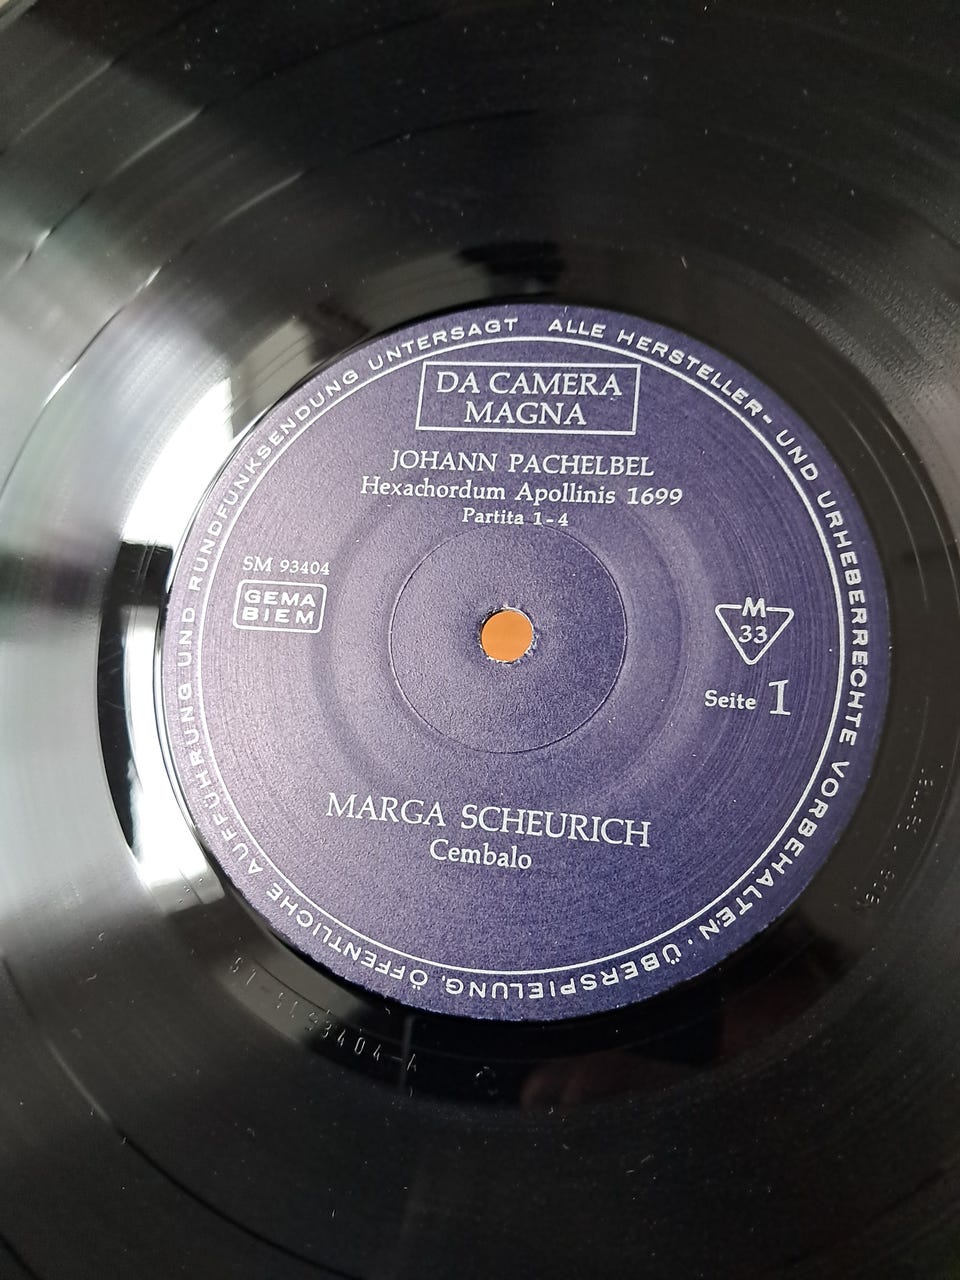 DA CAMERA
MAGNA
JOHANN PACHELBEL
Hexachordum Apollinis 1699
Partita 1-4
SM 93404
GEMA
BIEM
M
33
Seite 1
MARGA SCHEURICH
Cembalo
ALLE HERSTELLER- UND URHEBERRECHTE VORBEHALTEN · ÜBERSPIELUNG, ÖFFENTLICHE AUFFÜHRUNG UND RUNDFUNKSENDUNG UNTERSAGT
93404-A